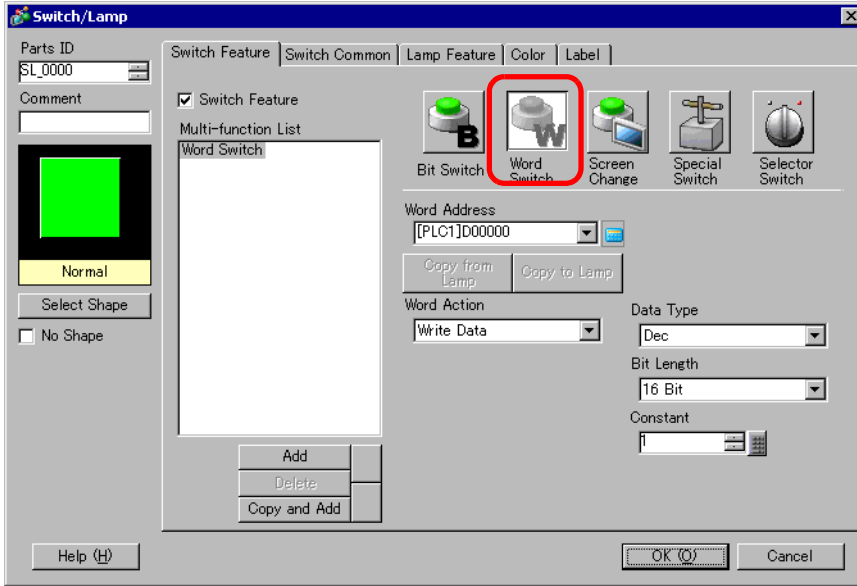 Switch/Lamp
Parts ID
SL_0000
Comment
Normal
Select Shape
No Shape
Switch Feature
Switch Common
Lamp Feature
Color
Label
Switch Feature
Multi-function List
Word Switch
Add
Delete
Copy and Add
B
Bit Switch
W
Word
Switch
Screen
Change
Special
Switch
Selector
Switch
Word Address
[PLC1]D00000
Copy from
Lamp
Copy to Lamp
Word Action
Write Data
Data Type
Dec
Bit Length
16 Bit
Constant
1
Help (H)
OK (O)
Cancel